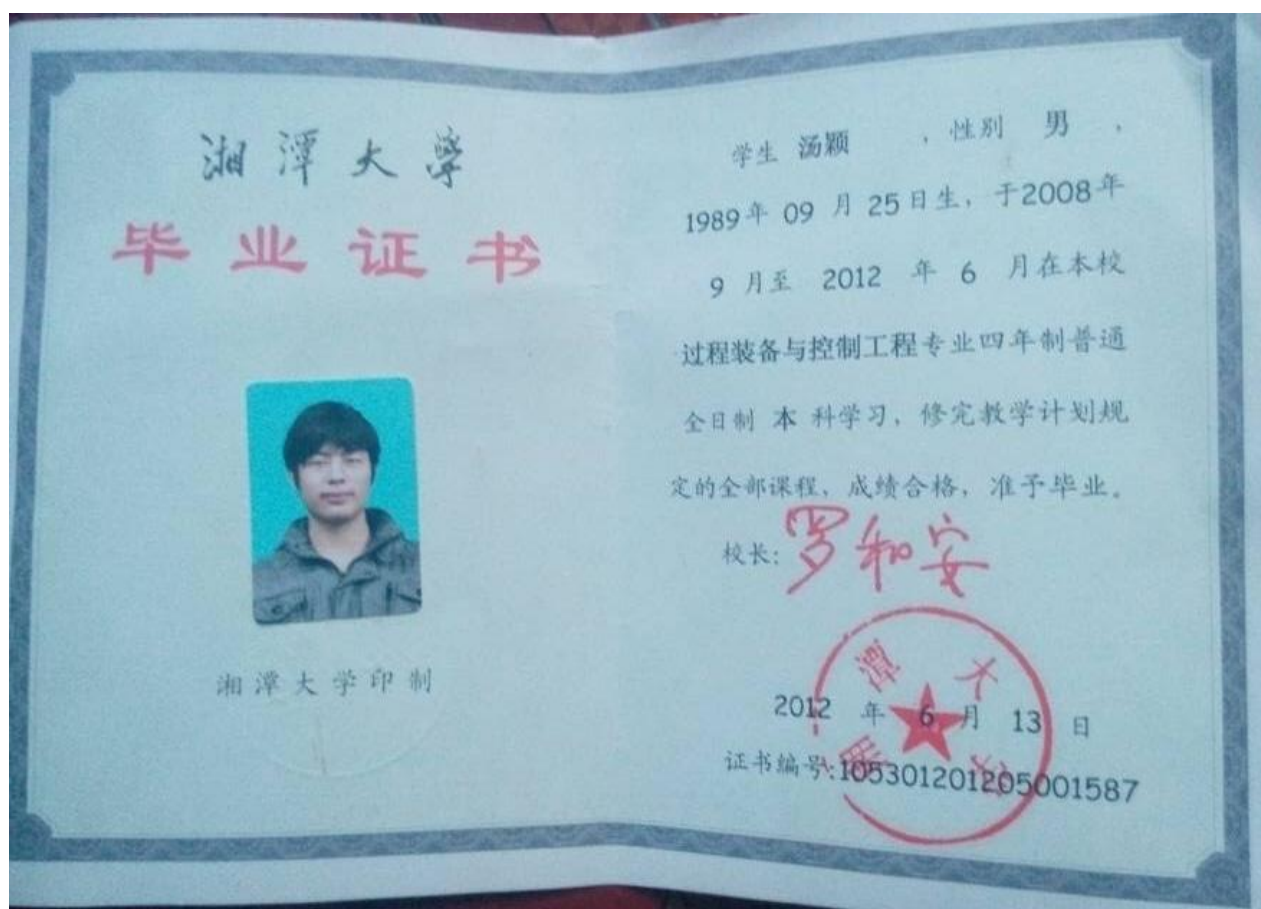 湘潭大學
毕业证书
湘潭大学印制
学生 汤颖 ，性别 男 ，
1989年 09 月 25日生，于2008年
9 月至 2012 年 6 月在本校
过程装备与控制工程专业四年制普通
全日制 本 科学习，修完教学计划规
定的全部课程，成绩合格，准予毕业。
校长：罗和安
湘潭大学
2012 年 6 月 13 日
证书编号:105301201205001587